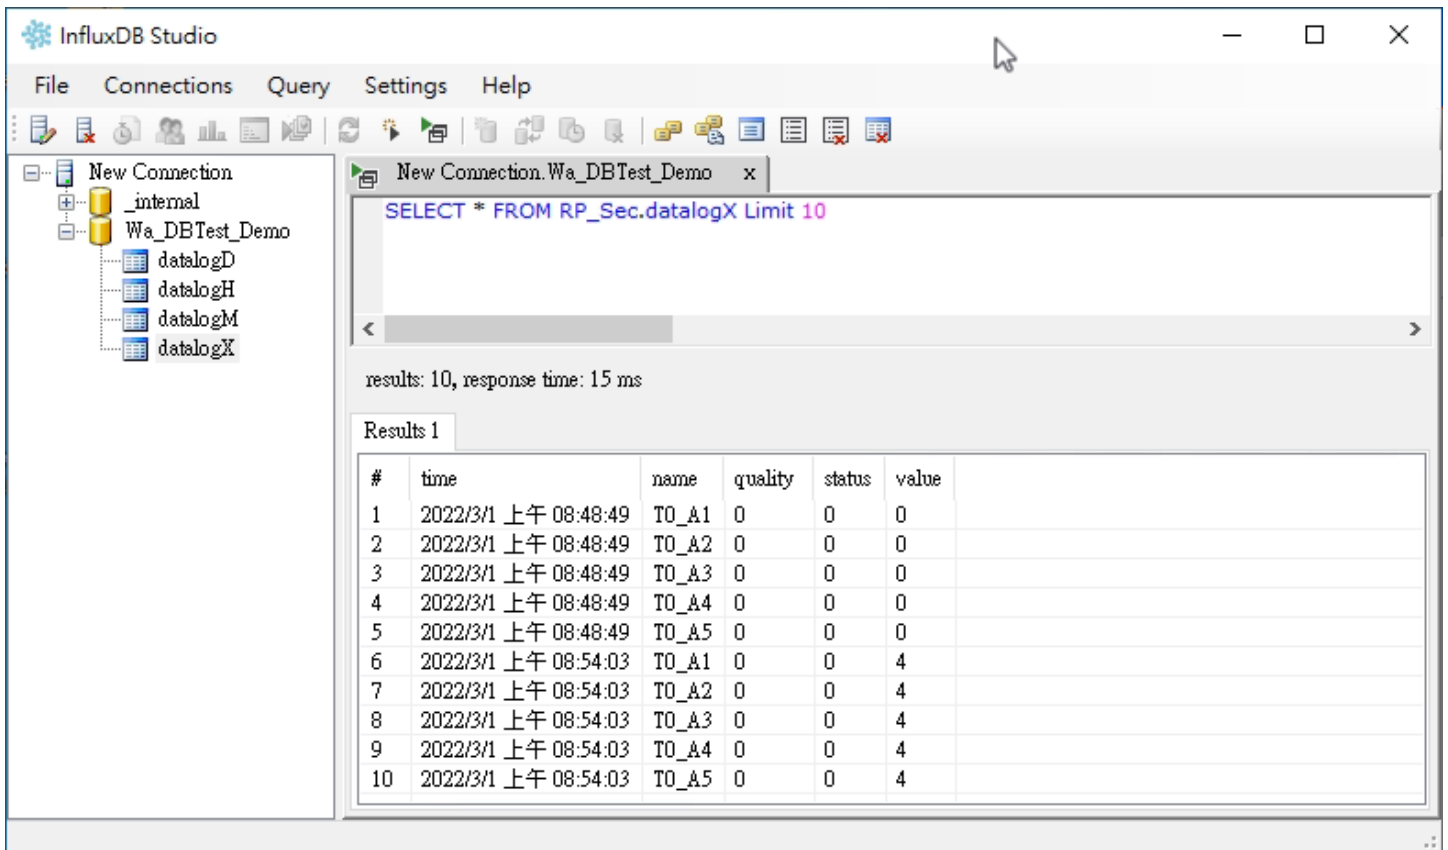 InfluxDB Studio
File Connections Query Settings Help
New Connection
_internal
Wa_DBTest_Demo
datalogD
datalogH
datalogM
datalogX
New Connection.Wa_DBTest_Demo x
SELECT * FROM RP_Sec.datalogX Limit 10
results: 10, response time: 15 ms
Results 1
# time name quality status value
1 2022/3/1 上午 08:48:49 T0_A1 0 0 0
2 2022/3/1 上午 08:48:49 T0_A2 0 0 0
3 2022/3/1 上午 08:48:49 T0_A3 0 0 0
4 2022/3/1 上午 08:48:49 T0_A4 0 0 0
5 2022/3/1 上午 08:48:49 T0_A5 0 0 0
6 2022/3/1 上午 08:54:03 T0_A1 0 0 4
7 2022/3/1 上午 08:54:03 T0_A2 0 0 4
8 2022/3/1 上午 08:54:03 T0_A3 0 0 4
9 2022/3/1 上午 08:54:03 T0_A4 0 0 4
10 2022/3/1 上午 08:54:03 T0_A5 0 0 4